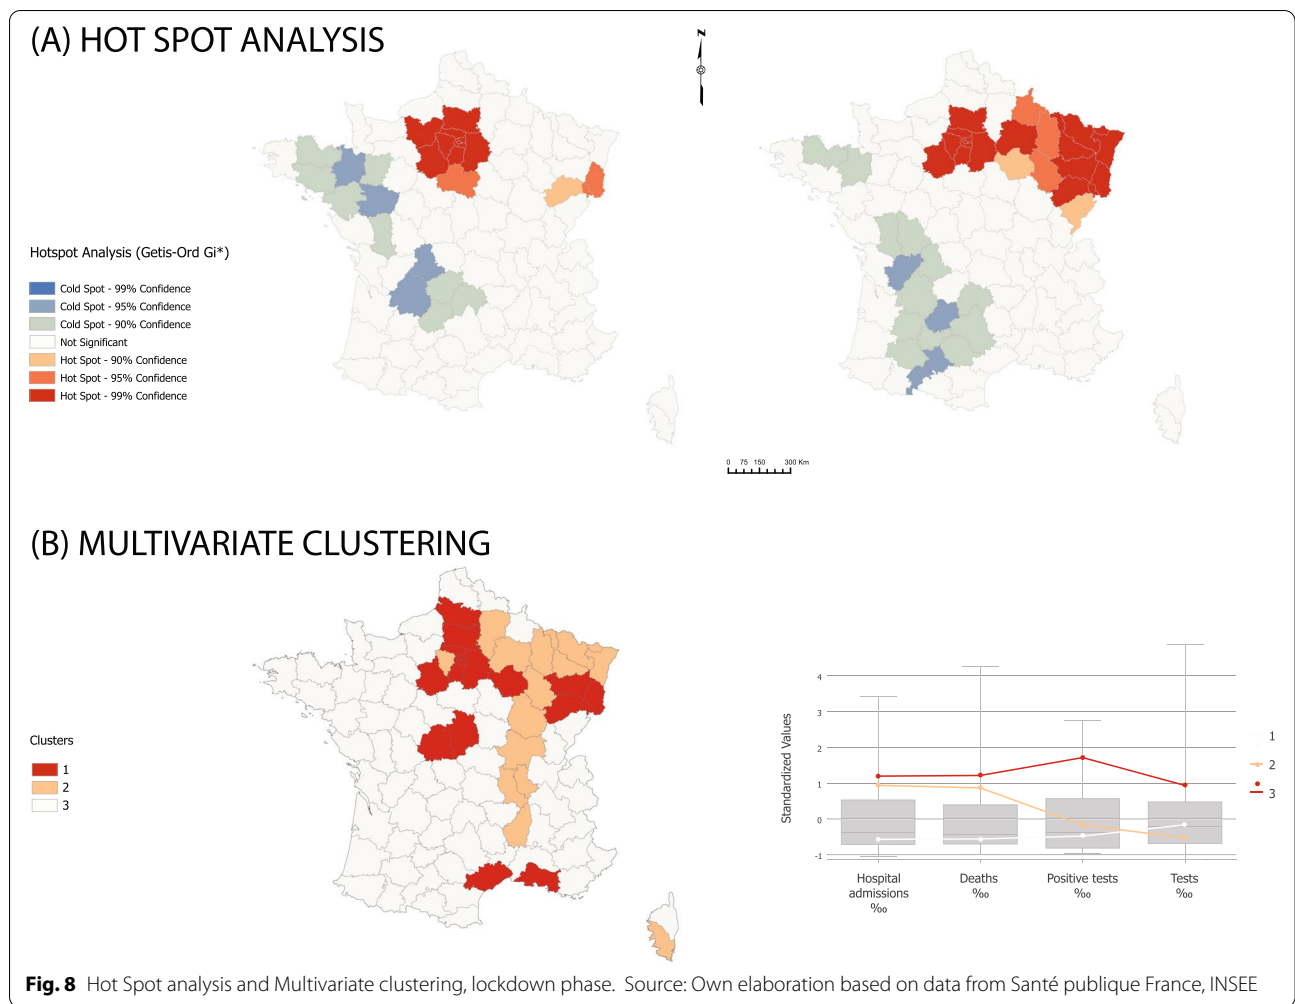 (A) HOT SPOT ANALYSIS
N
Hotspot Analysis (Getis-Ord Gi*)
Cold Spot - 99% Confidence
Cold Spot - 95% Confidence
Cold Spot - 90% Confidence
Not Significant
Hot Spot - 90% Confidence
Hot Spot - 95% Confidence
Hot Spot - 99% Confidence
0 75 150 300 Km
(B) MULTIVARIATE CLUSTERING
Clusters
1
2
3
Standardized Values
4
3
2
1
0
-1
Hospital admissions ‰
Deaths ‰
Positive tests ‰
Tests ‰
1
2
3
Fig. 8 Hot Spot analysis and Multivariate clustering, lockdown phase. Source: Own elaboration based on data from Santé publique France, INSEE